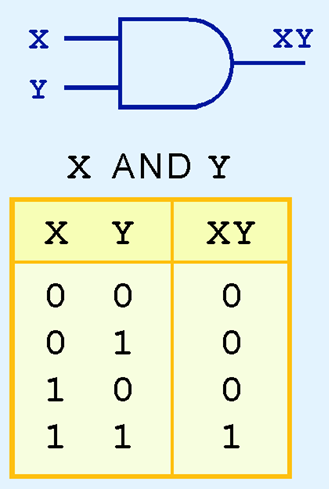 X XY
Y
X AND Y
X Y XY
0 0 0
0 1 0
1 0 0
1 1 1